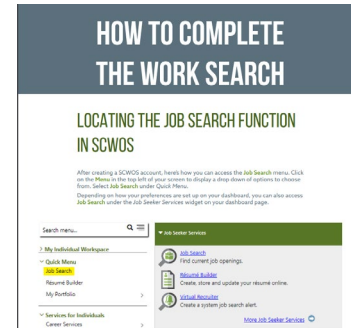 HOW TO COMPLETE
THE WORK SEARCH
LOCATING THE JOB SEARCH FUNCTION
IN SCWOS
After creating a SCWOS account, here's how you can access the Job Search menu. Click
on the Menu in the top left of your screen to display a drop down of options to choose
from. Select Job Search under Quick Menu.
Depending on how your preferences are set up on your dashboard, you can also access
Job Search under the Job Seeker Services widget on your dashboard page.
Search menu...
My Individual Workspace
Quick Menu
Job Search
Résumé Builder
My Portfolio
Services for Individuals
Career Services
Job Seeker Services
Job Search
Find current job openings.
Résumé Builder
Create, store and update your résumé online.
Virtual Recruiter
Create a system job search alert.
More Job Seeker Services